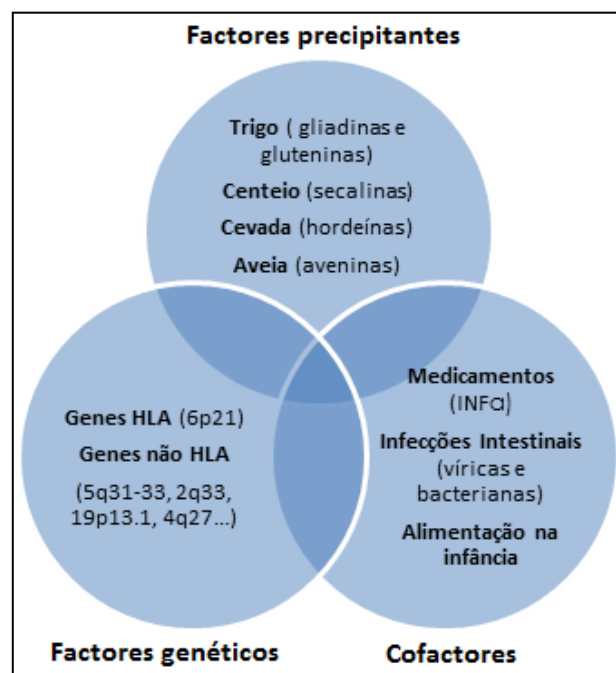 Factores precipitantes
Trigo ( gliadinas e
gluteninas)
Centeio (secalinas)
Cevada (hordeínas)
Aveia (aveninas)
Genes HLA (6p21)
Genes não HLA
(5q31-33, 2q33,
19p13.1, 4q27...)
Medicamentos
(INFα)
Infecções Intestinais
(víricas e
bacterianas)
Alimentação na
infância
Factores genéticos
Cofactores